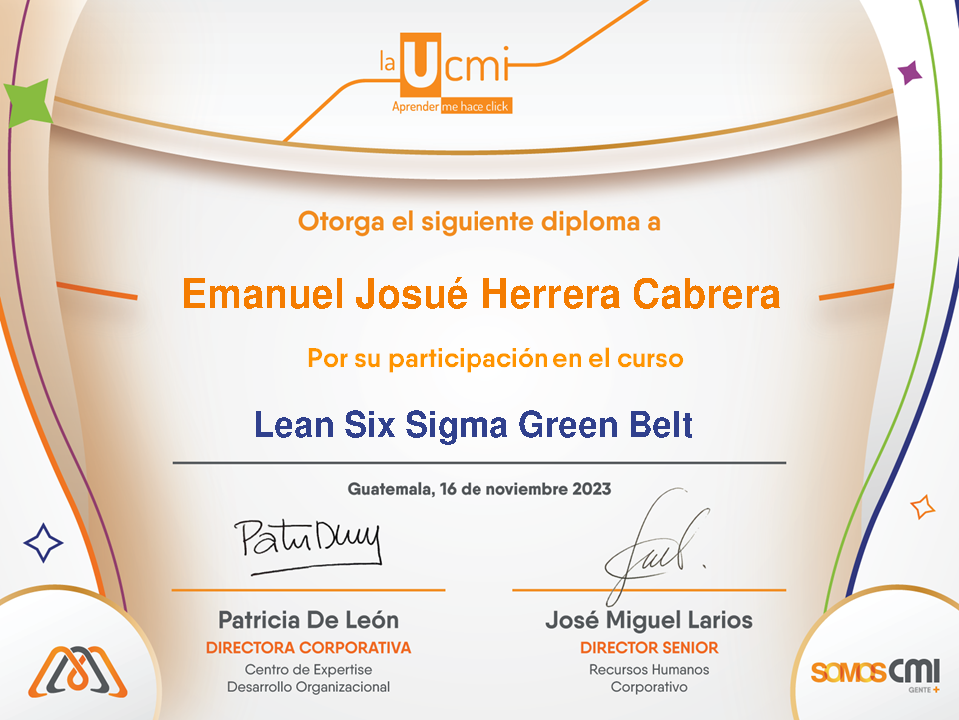 la Ucmi
Aprender me hace click
Otorga el siguiente diploma a
Emanuel Josué Herrera Cabrera
Por su participación en el curso
Lean Six Sigma Green Belt
Guatemala, 16 de noviembre 2023
Patricia De León
DIRECTORA CORPORATIVA
Centro de Expertise
Desarrollo Organizacional
José Miguel Larios
DIRECTOR SENIOR
Recursos Humanos
Corporativo
SOMOS CMI
GENTE +